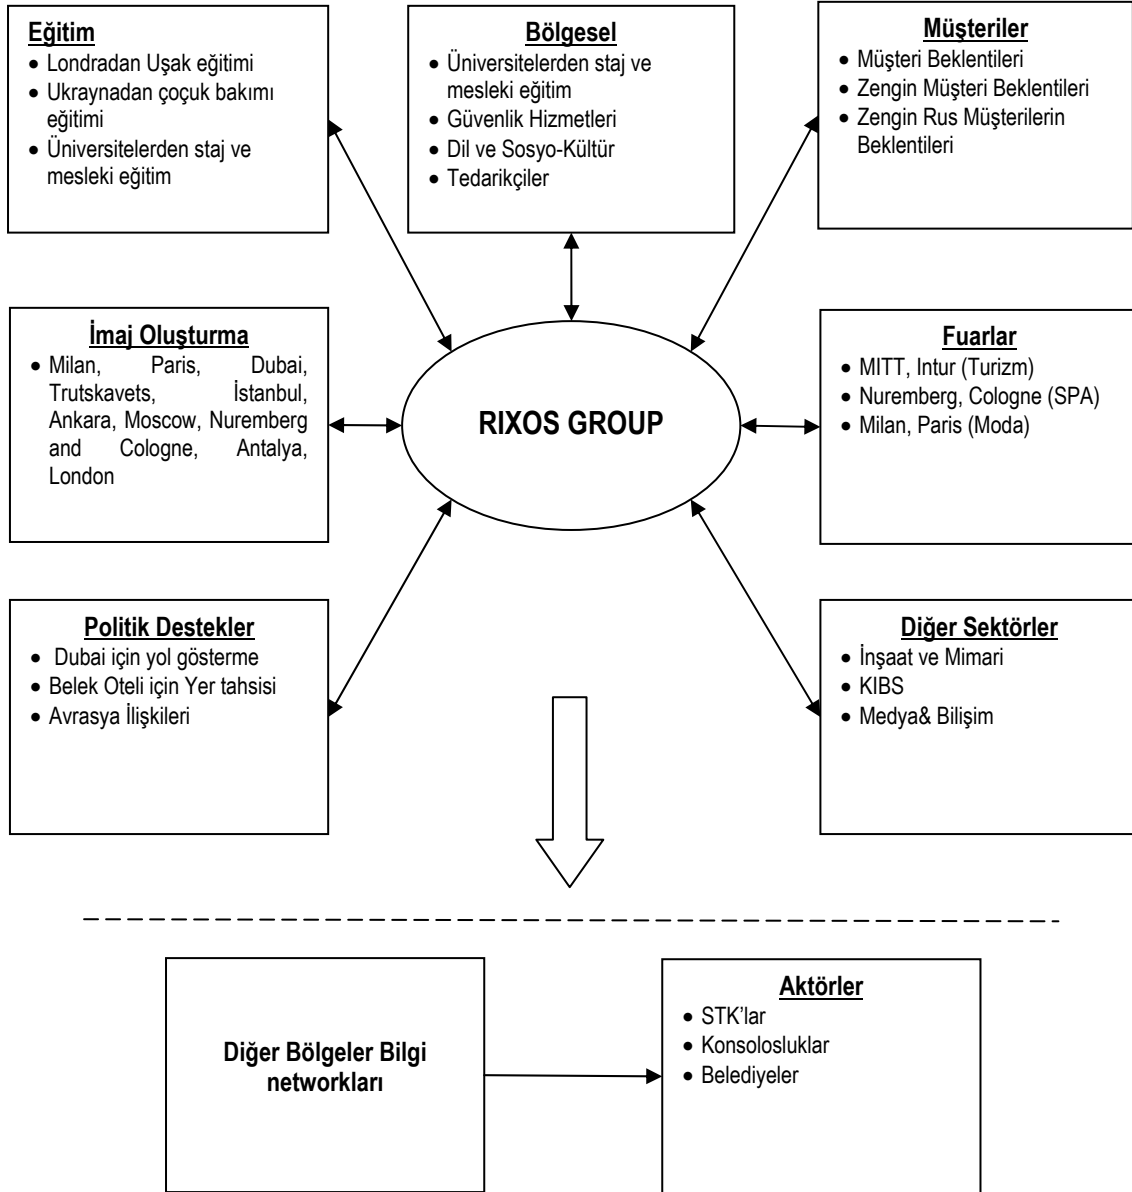 Eğitim
• Londradan Uşak eğitimi
• Ukraynadan çoçuk bakımı
eğitimi
• Üniversitelerden staj ve
mesleki eğitim
Bölgesel
• Üniversitelerden staj ve
mesleki eğitim
• Güvenlik Hizmetleri
• Dil ve Sosyo-Kültür
• Tedarikçiler
Müşteriler
• Müşteri Beklentileri
• Zengin Müşteri Beklentileri
• Zengin Rus Müşterilerin
Beklentileri
İmaj Oluşturma
• Milan, Paris, Dubai,
Trutskavets, İstanbul,
Ankara, Moscow, Nuremberg
and Cologne, Antalya,
London
RIXOS GROUP
Fuarlar
• MITT, Intur (Turizm)
• Nuremberg, Cologne (SPA)
• Milan, Paris (Moda)
Politik Destekler
• Dubai için yol gösterme
• Belek Oteli için Yer tahsisi
• Avrasya İlişkileri
Diğer Sektörler
• İnşaat ve Mimari
• KIBS
• Medya& Bilişim
Diğer Bölgeler Bilgi
networkları
Aktörler
• STK'lar
• Konsolosluklar
• Belediyeler